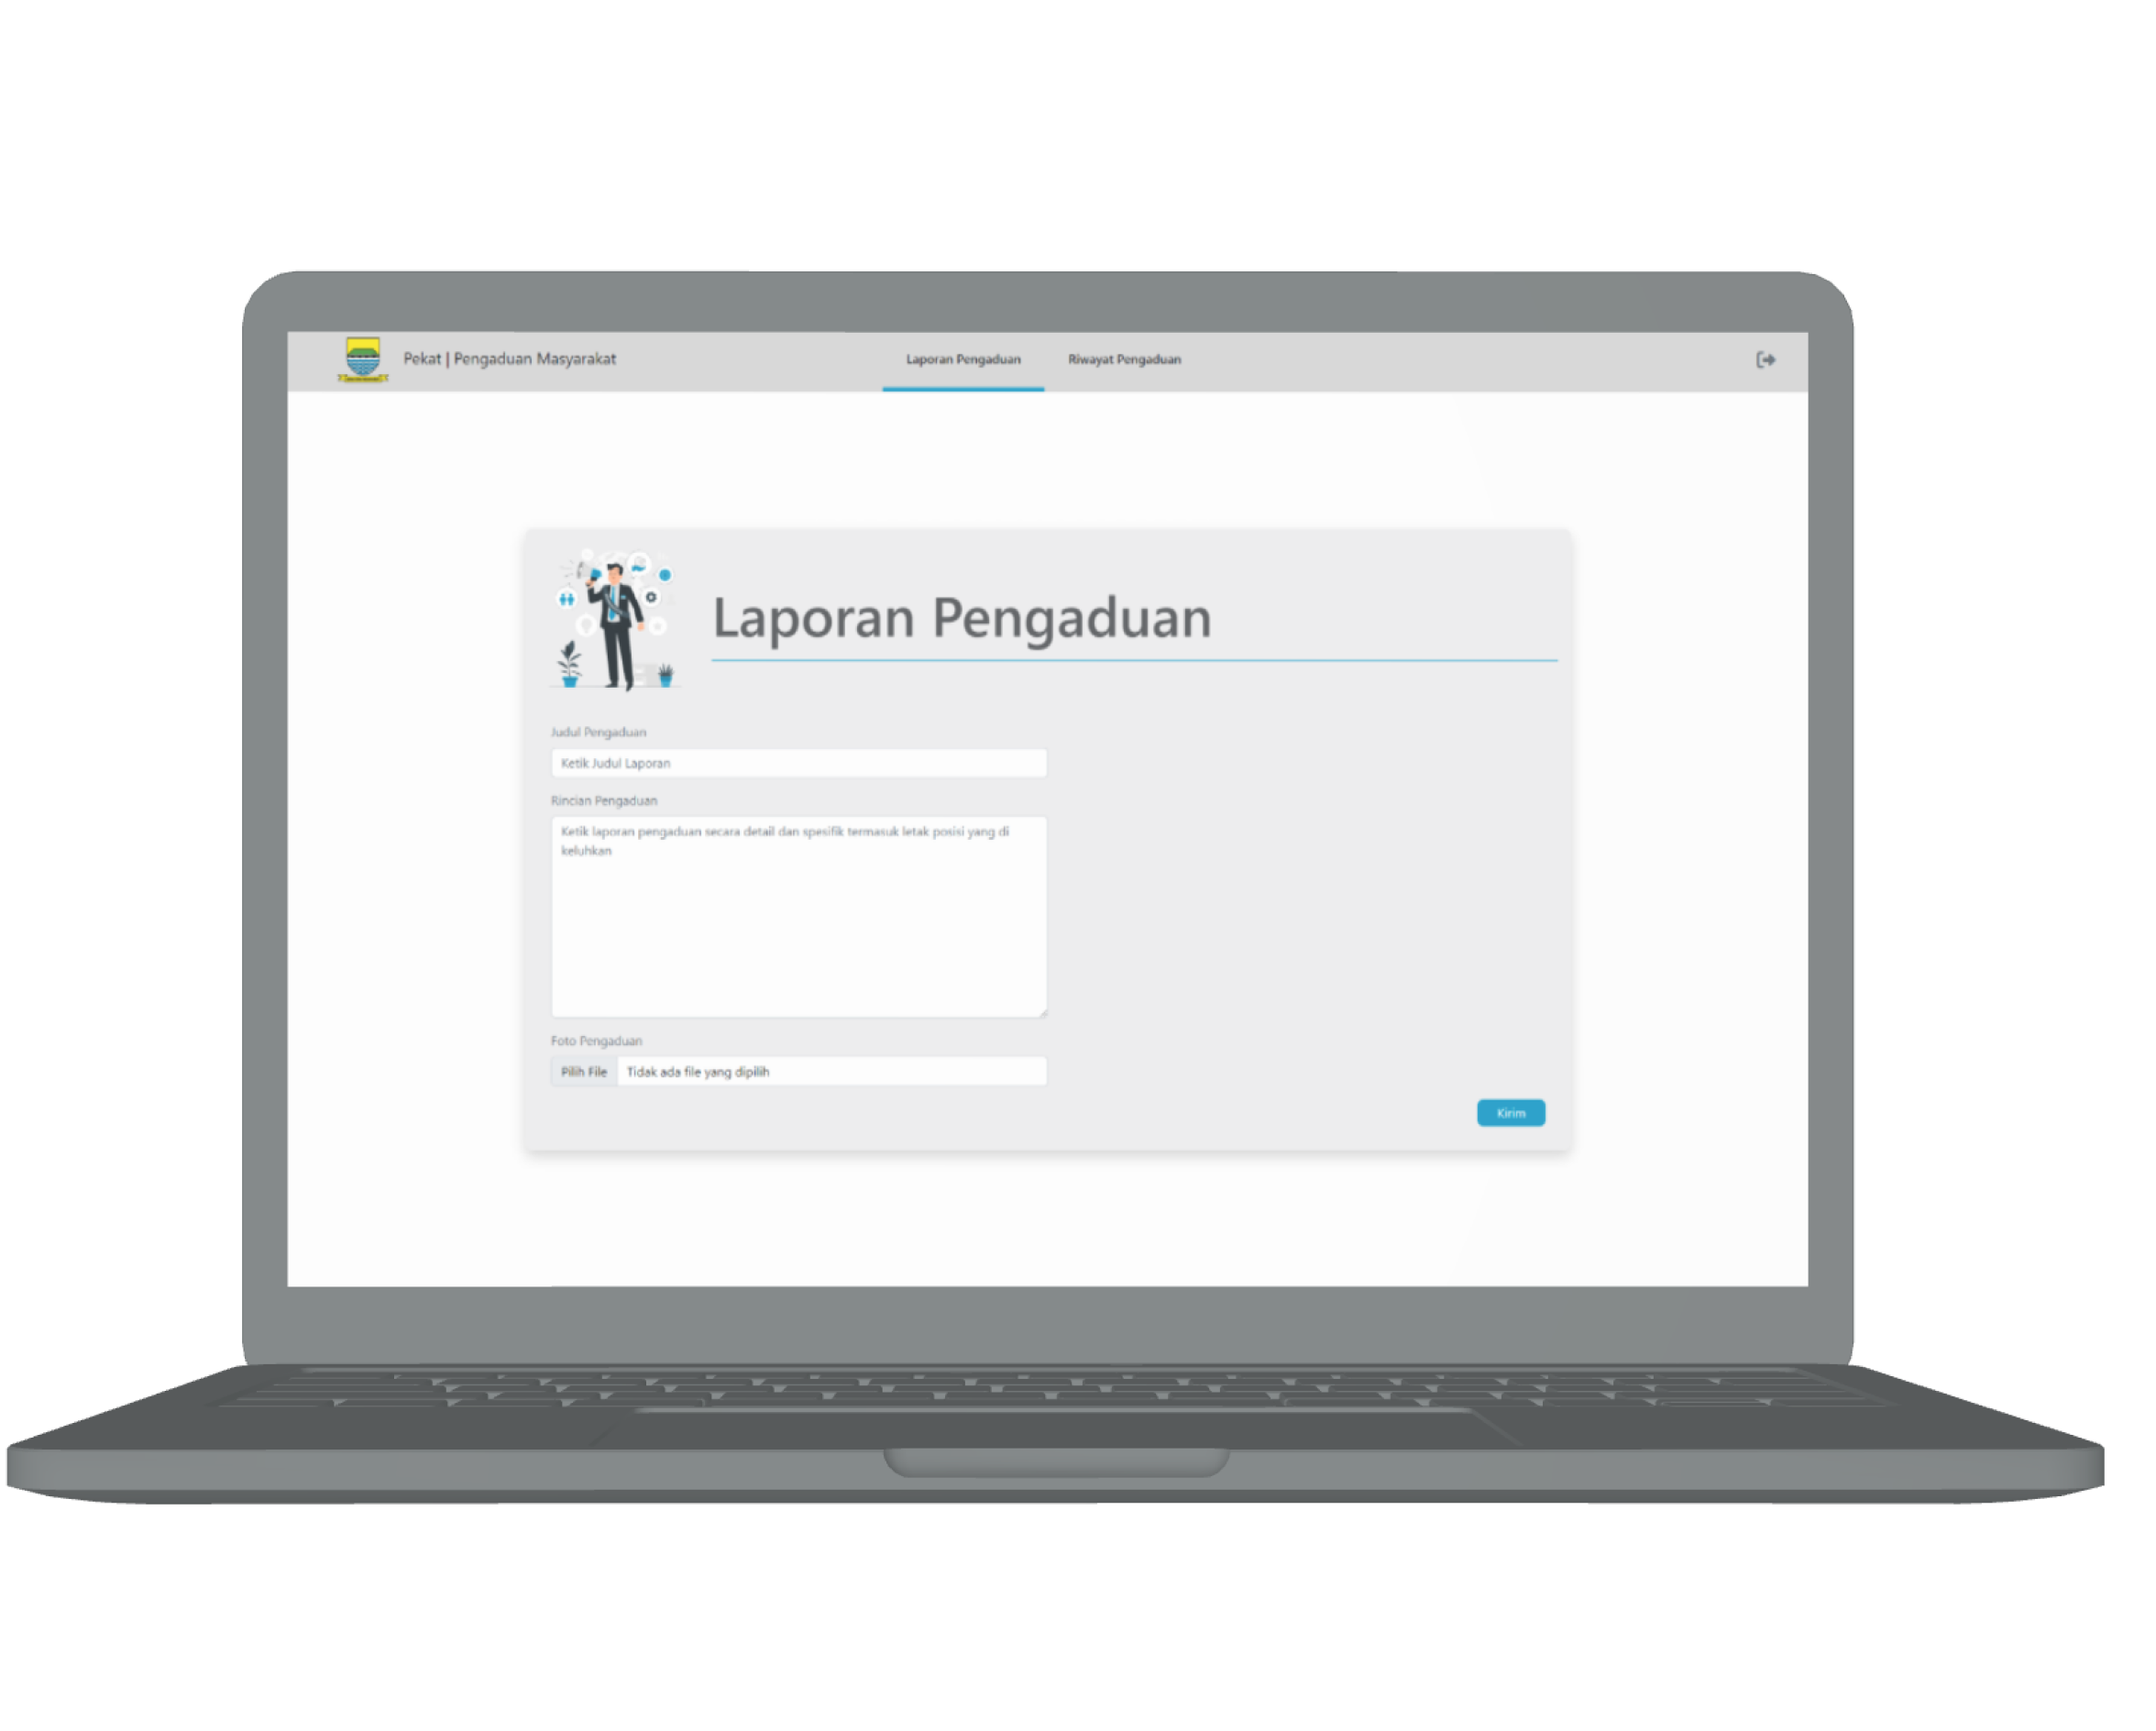 Pekat | Pengaduan Masyarakat
Laporan Pengaduan
Riwayat Pengaduan
Laporan Pengaduan
Judul Pengaduan
Ketik Judul Laporan
Rincian Pengaduan
Ketik laporan pengaduan secara detail dan spesifik termasuk letak posisi yang di
keluhkan
Foto Pengaduan
Pilih File
Tidak ada file yang dipilih
Kirim